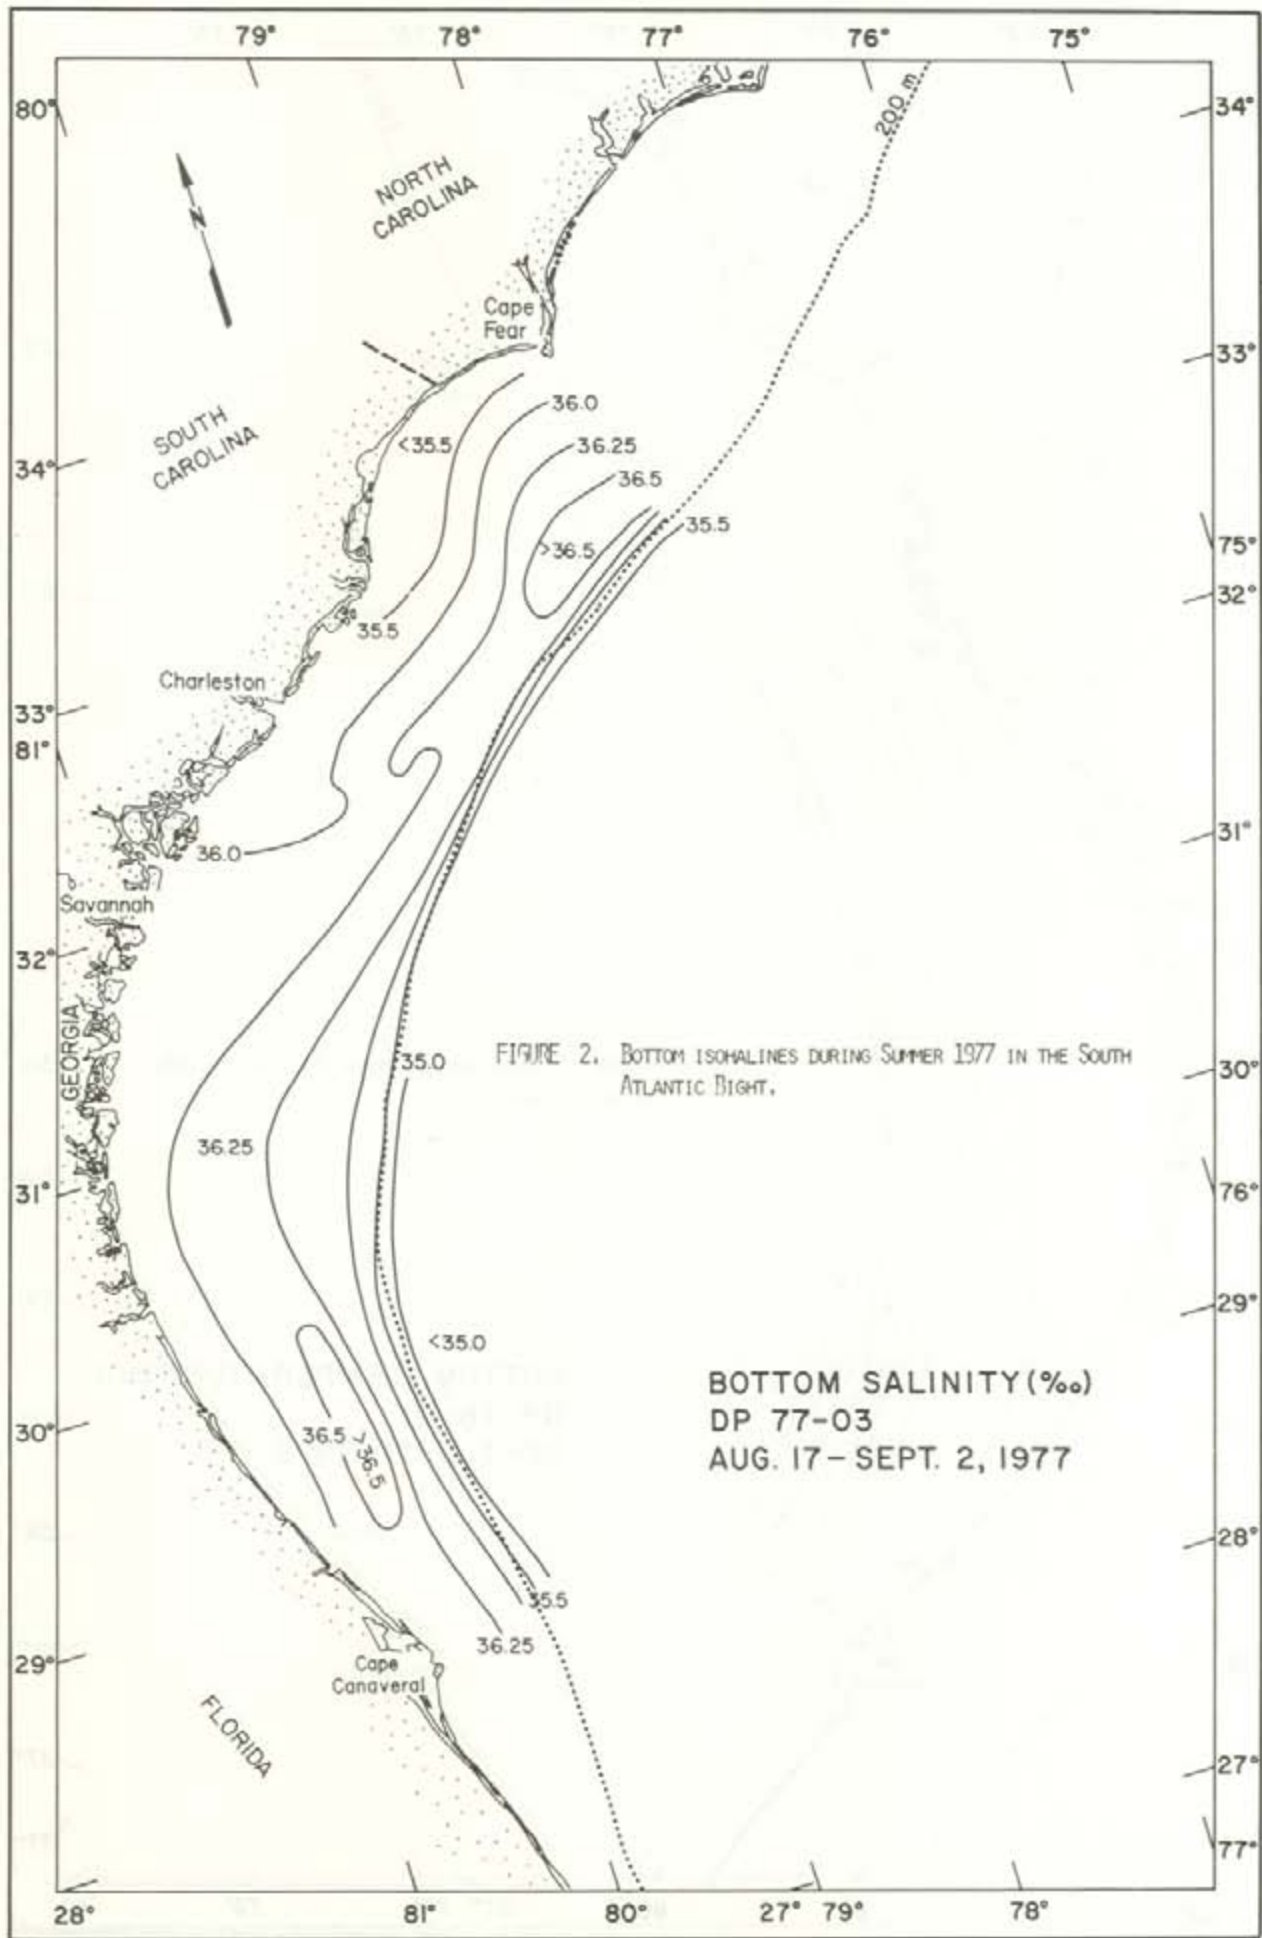 79°
78°
77°
76°
75°
80°
34°
200 m
N
NORTH
CAROLINA
Cape
Fear
33°
36.0
SOUTH
CAROLINA
<35.5
36.25
34°
36.5
35.5
>36.5
75°
32°
35.5
Charleston
33°
81°
31°
36.0
Savannah
32°
GEORGIA
35.0
FIGURE 2. BOTTOM ISOHALINES DURING SUMMER 1977 IN THE SOUTH
ATLANTIC BIGHT.
30°
36.25
31°
76°
29°
<35.0
BOTTOM SALINITY (‰)
DP 77-03
AUG. 17 – SEPT. 2, 1977
30°
36.5
>36.5
28°
35.5
36.25
29°
Cape
Canaveral
FLORIDA
27°
77°
28°
81°
80°
27°
79°
78°